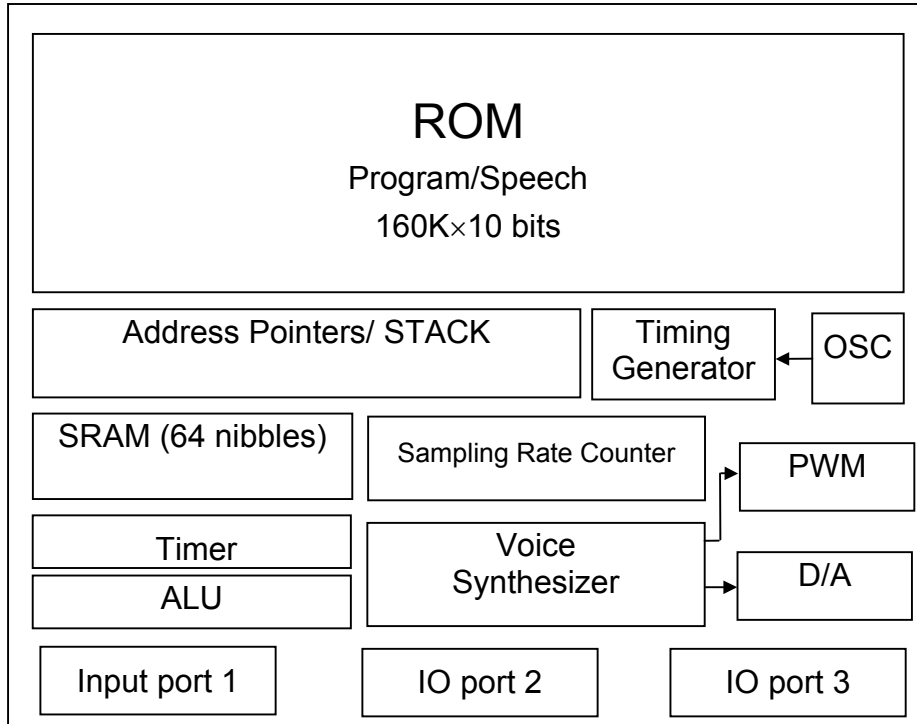 ROM
Program/Speech
160K×10 bits
Address Pointers/ STACK
Timing
Generator
OSC
SRAM (64 nibbles)
Sampling Rate Counter
PWM
Timer
Voice
Synthesizer
D/A
ALU
Input port 1
IO port 2
IO port 3